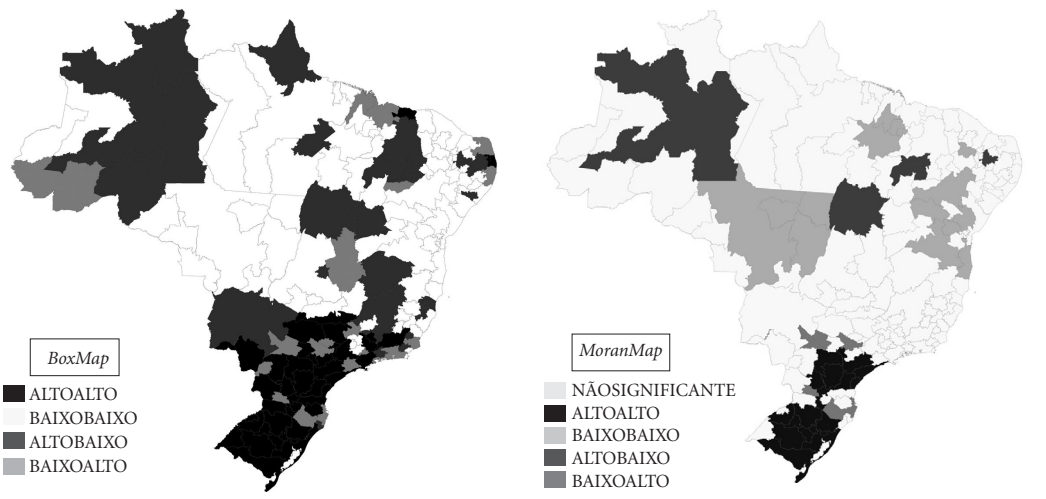 BoxMap
ALTOALTO
BAIXOBAIXO
ALTOBAIXO
BAIXOALTO
MoranMap
NÃOSIGNIFICANTE
ALTOALTO
BAIXOBAIXO
ALTOBAIXO
BAIXOALTO